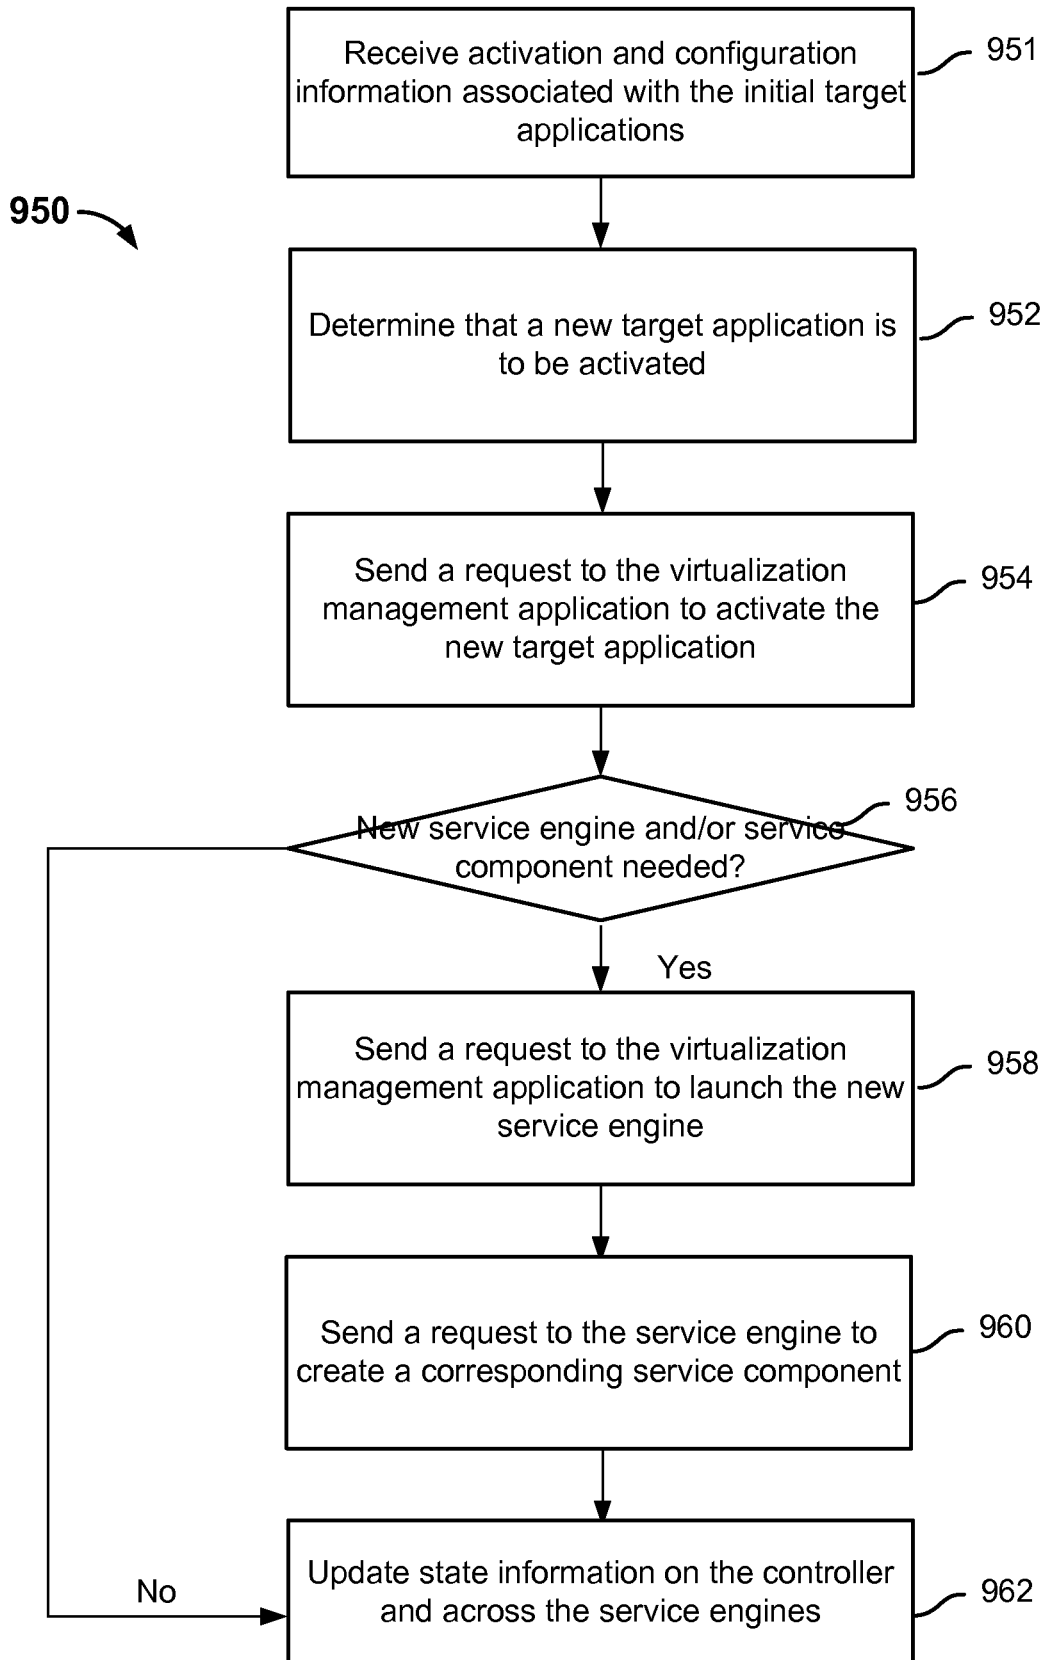 Receive activation and configuration
information associated with the initial target
applications
951
950
Determine that a new target application is
to be activated
952
Send a request to the virtualization
management application to activate the
new target application
954
New service engine and/or service
component needed?
956
Yes
Send a request to the virtualization
management application to launch the new
service engine
958
Send a request to the service engine to
create a corresponding service component
960
Update state information on the controller
and across the service engines
962
No